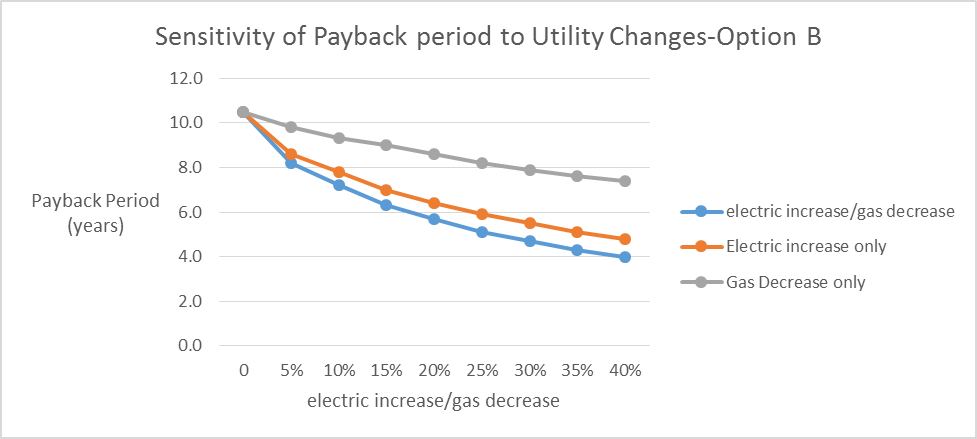 Sensitivity of Payback period to Utility Changes-Option B
12.0
10.0
8.0
6.0
4.0
2.0
0.0
Payback Period
(years)
0 5% 10% 15% 20% 25% 30% 35% 40%
electric increase/gas decrease
electric increase/gas decrease
Electric increase only
Gas Decrease only